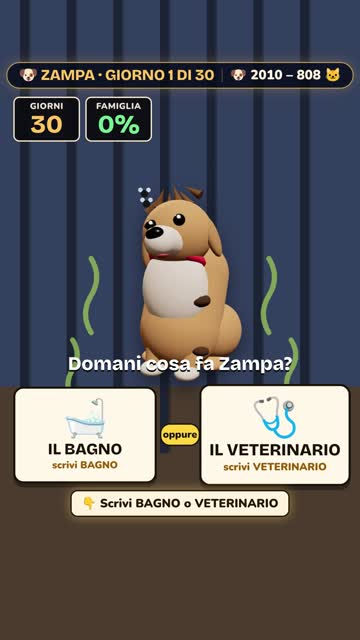 🐶 ZAMPA · GIORNO 1 DI 30 🐶 2010 – 808 🐱
GIORNI
30
FAMIGLIA
0%
Domani cosa fa Zampa?
IL BAGNO
scrivi BAGNO
oppure
IL VETERINARIO
scrivi VETERINARIO
👇 Scrivi BAGNO o VETERINARIO